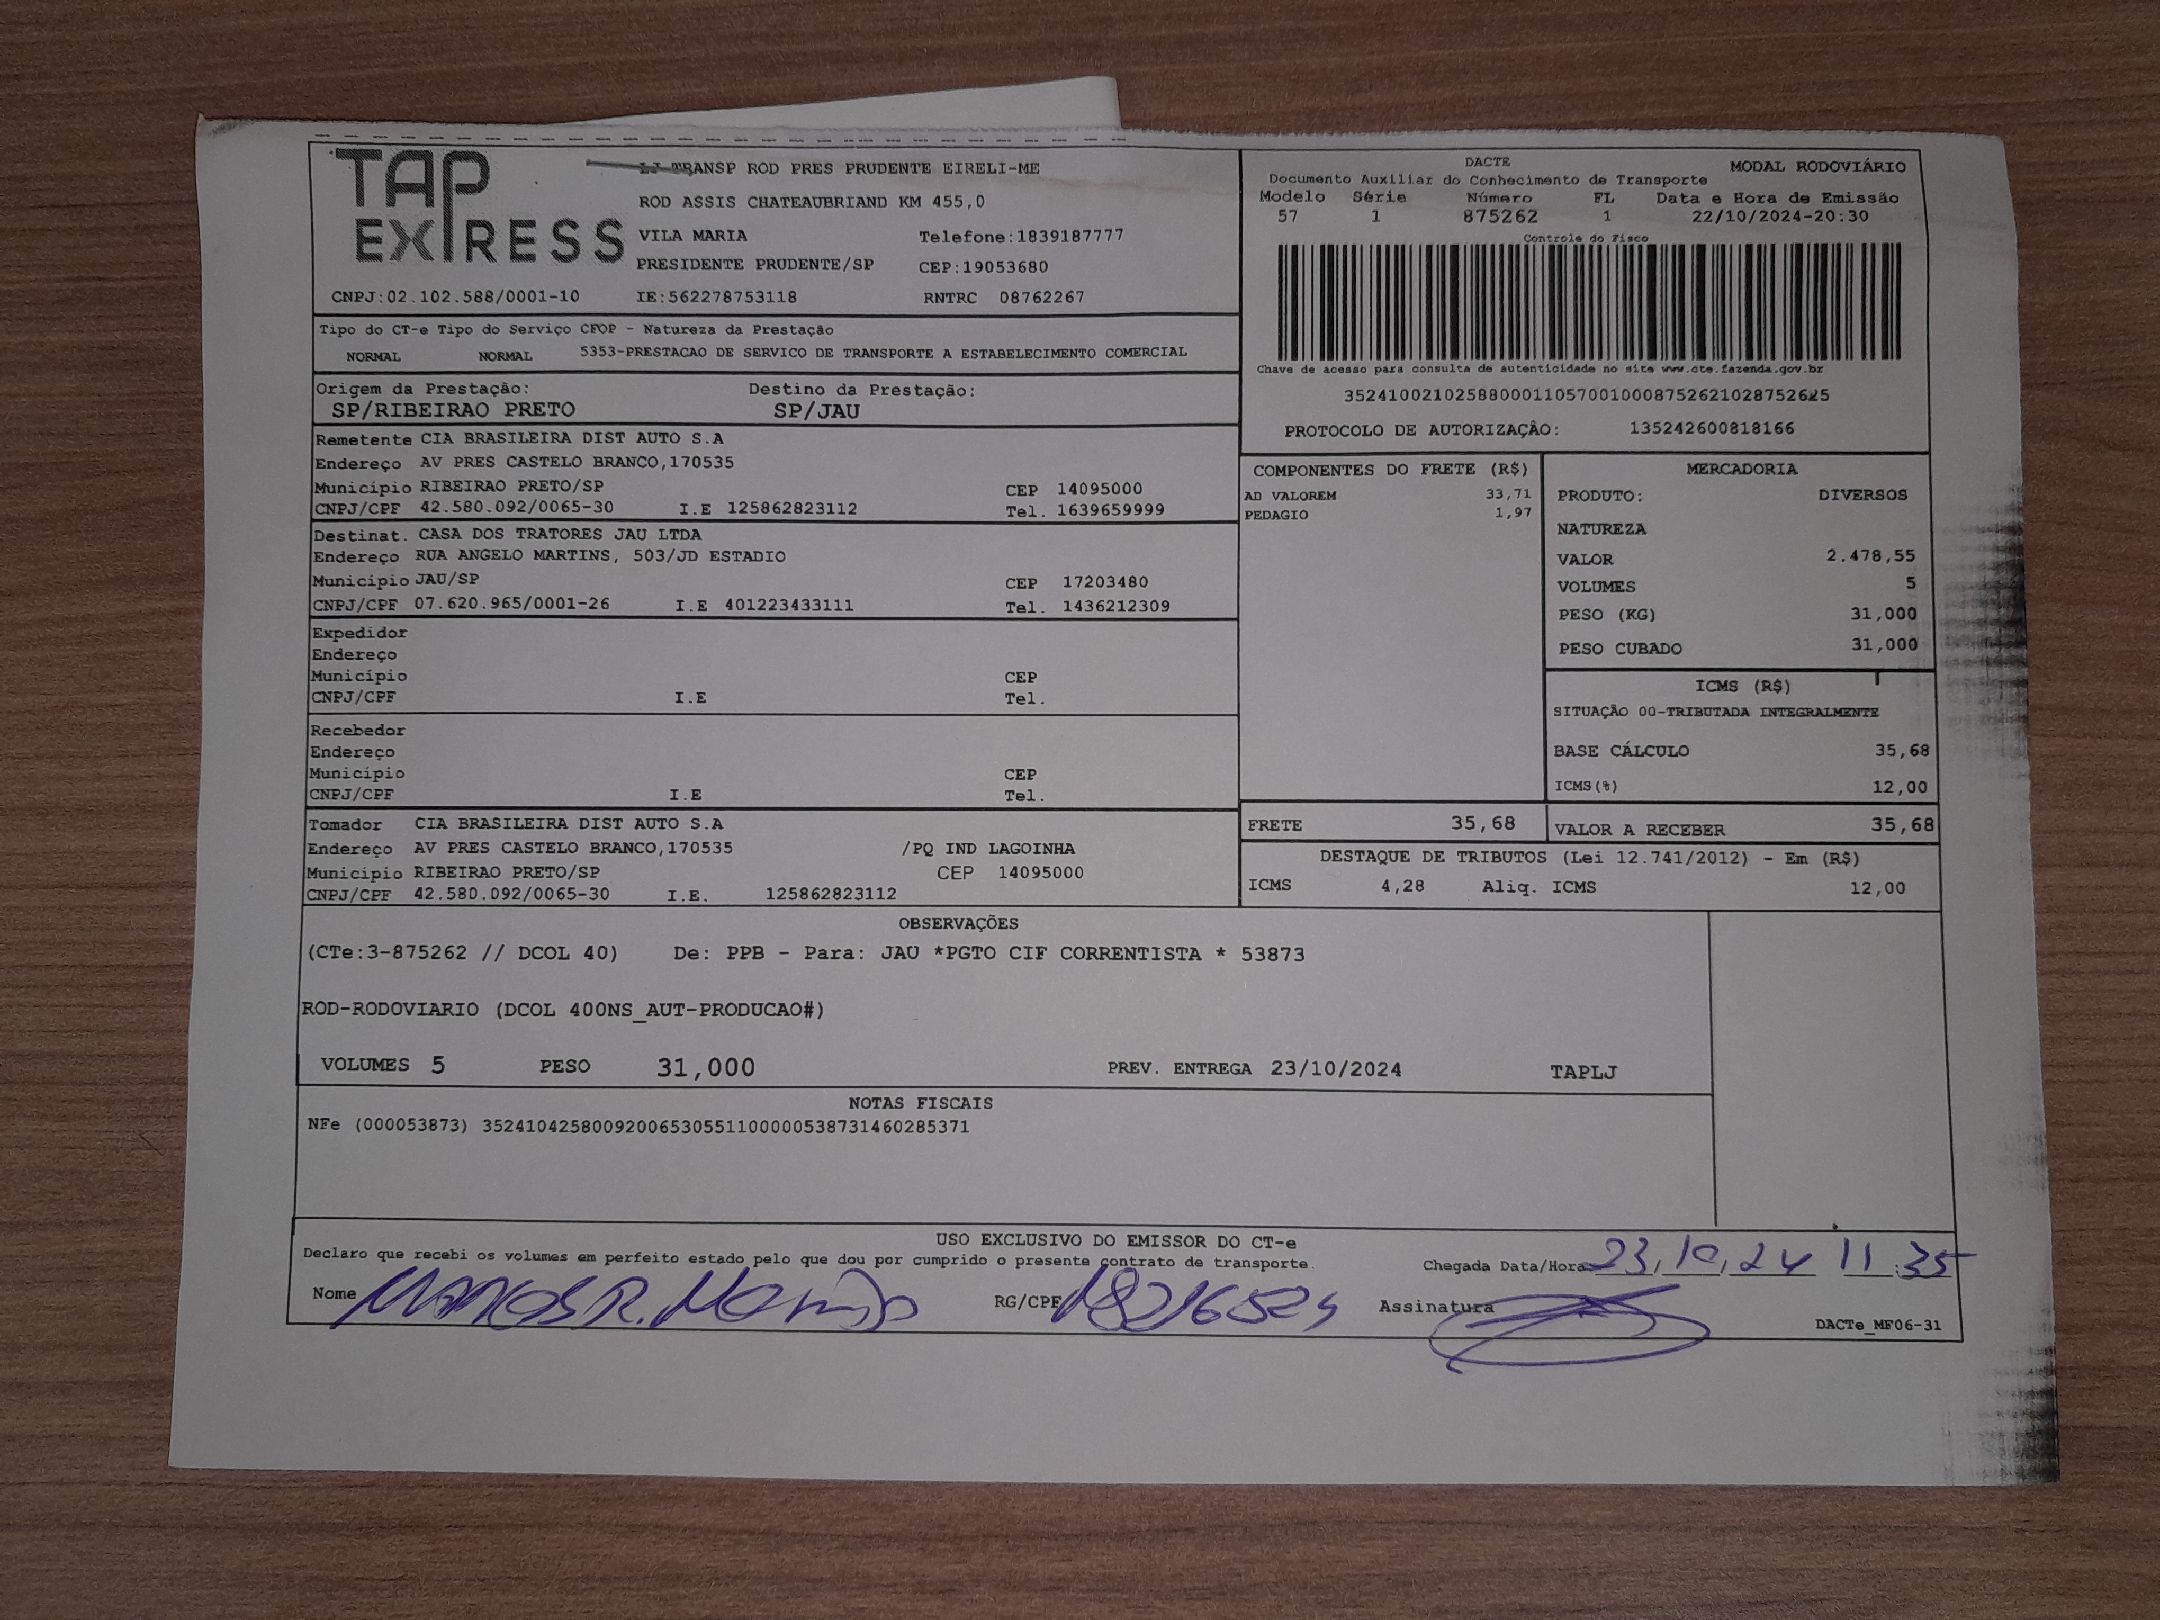 TAP
EXPRESS
LJ TRANSP ROD PRES PRUDENTE EIRELI-ME
ROD ASSIS CHATEAUBRIAND KM 455,0
VILA MARIA Telefone:1839187777
PRESIDENTE PRUDENTE/SP CEP:19053680
CNPJ:02.102.588/0001-10 IE:562278753118 RNTRC 08762267
DACTE MODAL RODOVIÁRIO
Documento Auxiliar do Conhecimento de Transporte
Modelo Série Número FL Data e Hora de Emissão
57 1 875262 1 22/10/2024-20:30
Controle do Fisco
Chave de acesso para consulta de autenticidade no site www.cte.fazenda.gov.br
PROTOCOLO DE AUTORIZAÇÃO: 135242600818166
Tipo do CT-e Tipo do Serviço CFOP - Natureza da Prestação
NORMAL NORMAL 5353-PRESTACAO DE SERVICO DE TRANSPORTE A ESTABELECIMENTO COMERCIAL
Origem da Prestação: Destino da Prestação:
SP/RIBEIRAO PRETO SP/JAU
Remetente CIA BRASILEIRA DIST AUTO S.A
Endereço AV PRES CASTELO BRANCO,170535
Município RIBEIRAO PRETO/SP CEP 14095000
CNPJ/CPF 42.580.092/0065-30 I.E 125862823112 Tel. 1639659999
Destinat. CASA DOS TRATORES JAU LTDA
Endereço RUA ANGELO MARTINS, 503/JD ESTADIO
Município JAU/SP CEP 17203480
CNPJ/CPF 07.620.965/0001-26 I.E 401223433111 Tel. 1436212309
Expedidor
Endereço
Município CEP
CNPJ/CPF I.E Tel.
Recebedor
Endereço
Município CEP
CNPJ/CPF I.E Tel.
Tomador CIA BRASILEIRA DIST AUTO S.A
Endereço AV PRES CASTELO BRANCO,170535 /PQ IND LAGOINHA
Municipio RIBEIRAO PRETO/SP CEP 14095000
CNPJ/CPF 42.580.092/0065-30 I.E. 125862823112
COMPONENTES DO FRETE (R$)
AD VALOREM 33,71
PEDAGIO 1,97
MERCADORIA
PRODUTO: DIVERSOS
NATUREZA
VALOR 2.478,55
VOLUMES 5
PESO (KG) 31,000
PESO CUBADO 31,000
ICMS (R$)
SITUAÇÃO 00-TRIBUTADA INTEGRALMENTE
BASE CÁLCULO 35,68
ICMS(%) 12,00
FRETE 35,68 VALOR A RECEBER 35,68
DESTAQUE DE TRIBUTOS (Lei 12.741/2012) - Em (R$)
ICMS 4,28 Aliq. ICMS 12,00
OBSERVAÇÕES
(CTe:3-875262 // DCOL 40) De: PPB - Para: JAU *PGTO CIF CORRENTISTA * 53873
ROD-RODOVIARIO (DCOL 400NS_AUT-PRODUCAO#)
VOLUMES 5 PESO 31,000 PREV. ENTREGA 23/10/2024 TAPLJ
NOTAS FISCAIS
NFe (000053873) 35241042580092006530551100000538731460285371
USO EXCLUSIVO DO EMISSOR DO CT-e
Declaro que recebi os volumes em perfeito estado pelo que dou por cumprido o presente contrato de transporte.
Chegada Data/Hora 23,10,24 11:35
Nome RG/CPF Assinatura
DACTe_MF06-31